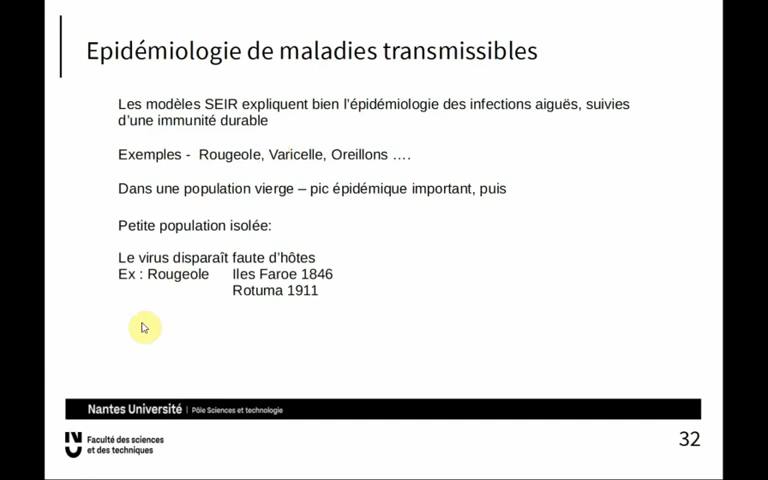 Epidémiologie de maladies transmissibles
Les modèles SEIR expliquent bien l'épidémiologie des infections aiguës, suivies
d'une immunité durable
Exemples - Rougeole, Varicelle, Oreillons ....
Dans une population vierge – pic épidémique important, puis
Petite population isolée:
Le virus disparaît faute d'hôtes
Ex : Rougeole Iles Faroe 1846
Rotuma 1911
Nantes Université | Pôle Sciences et technologie
Faculté des sciences
et des techniques
32